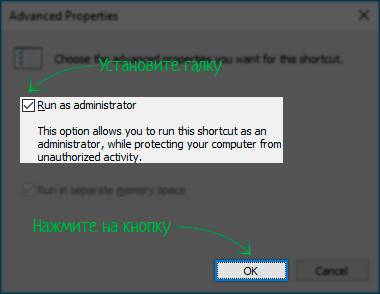 Advanced Properties
Choose the advanced properties you want for this shortcut.
Установите галку
Run as administrator
This option allows you to run this shortcut as an
administrator, while protecting your computer from
unauthorized activity.
Run in separate memory space
Нажмите на кнопку
OK
Cancel